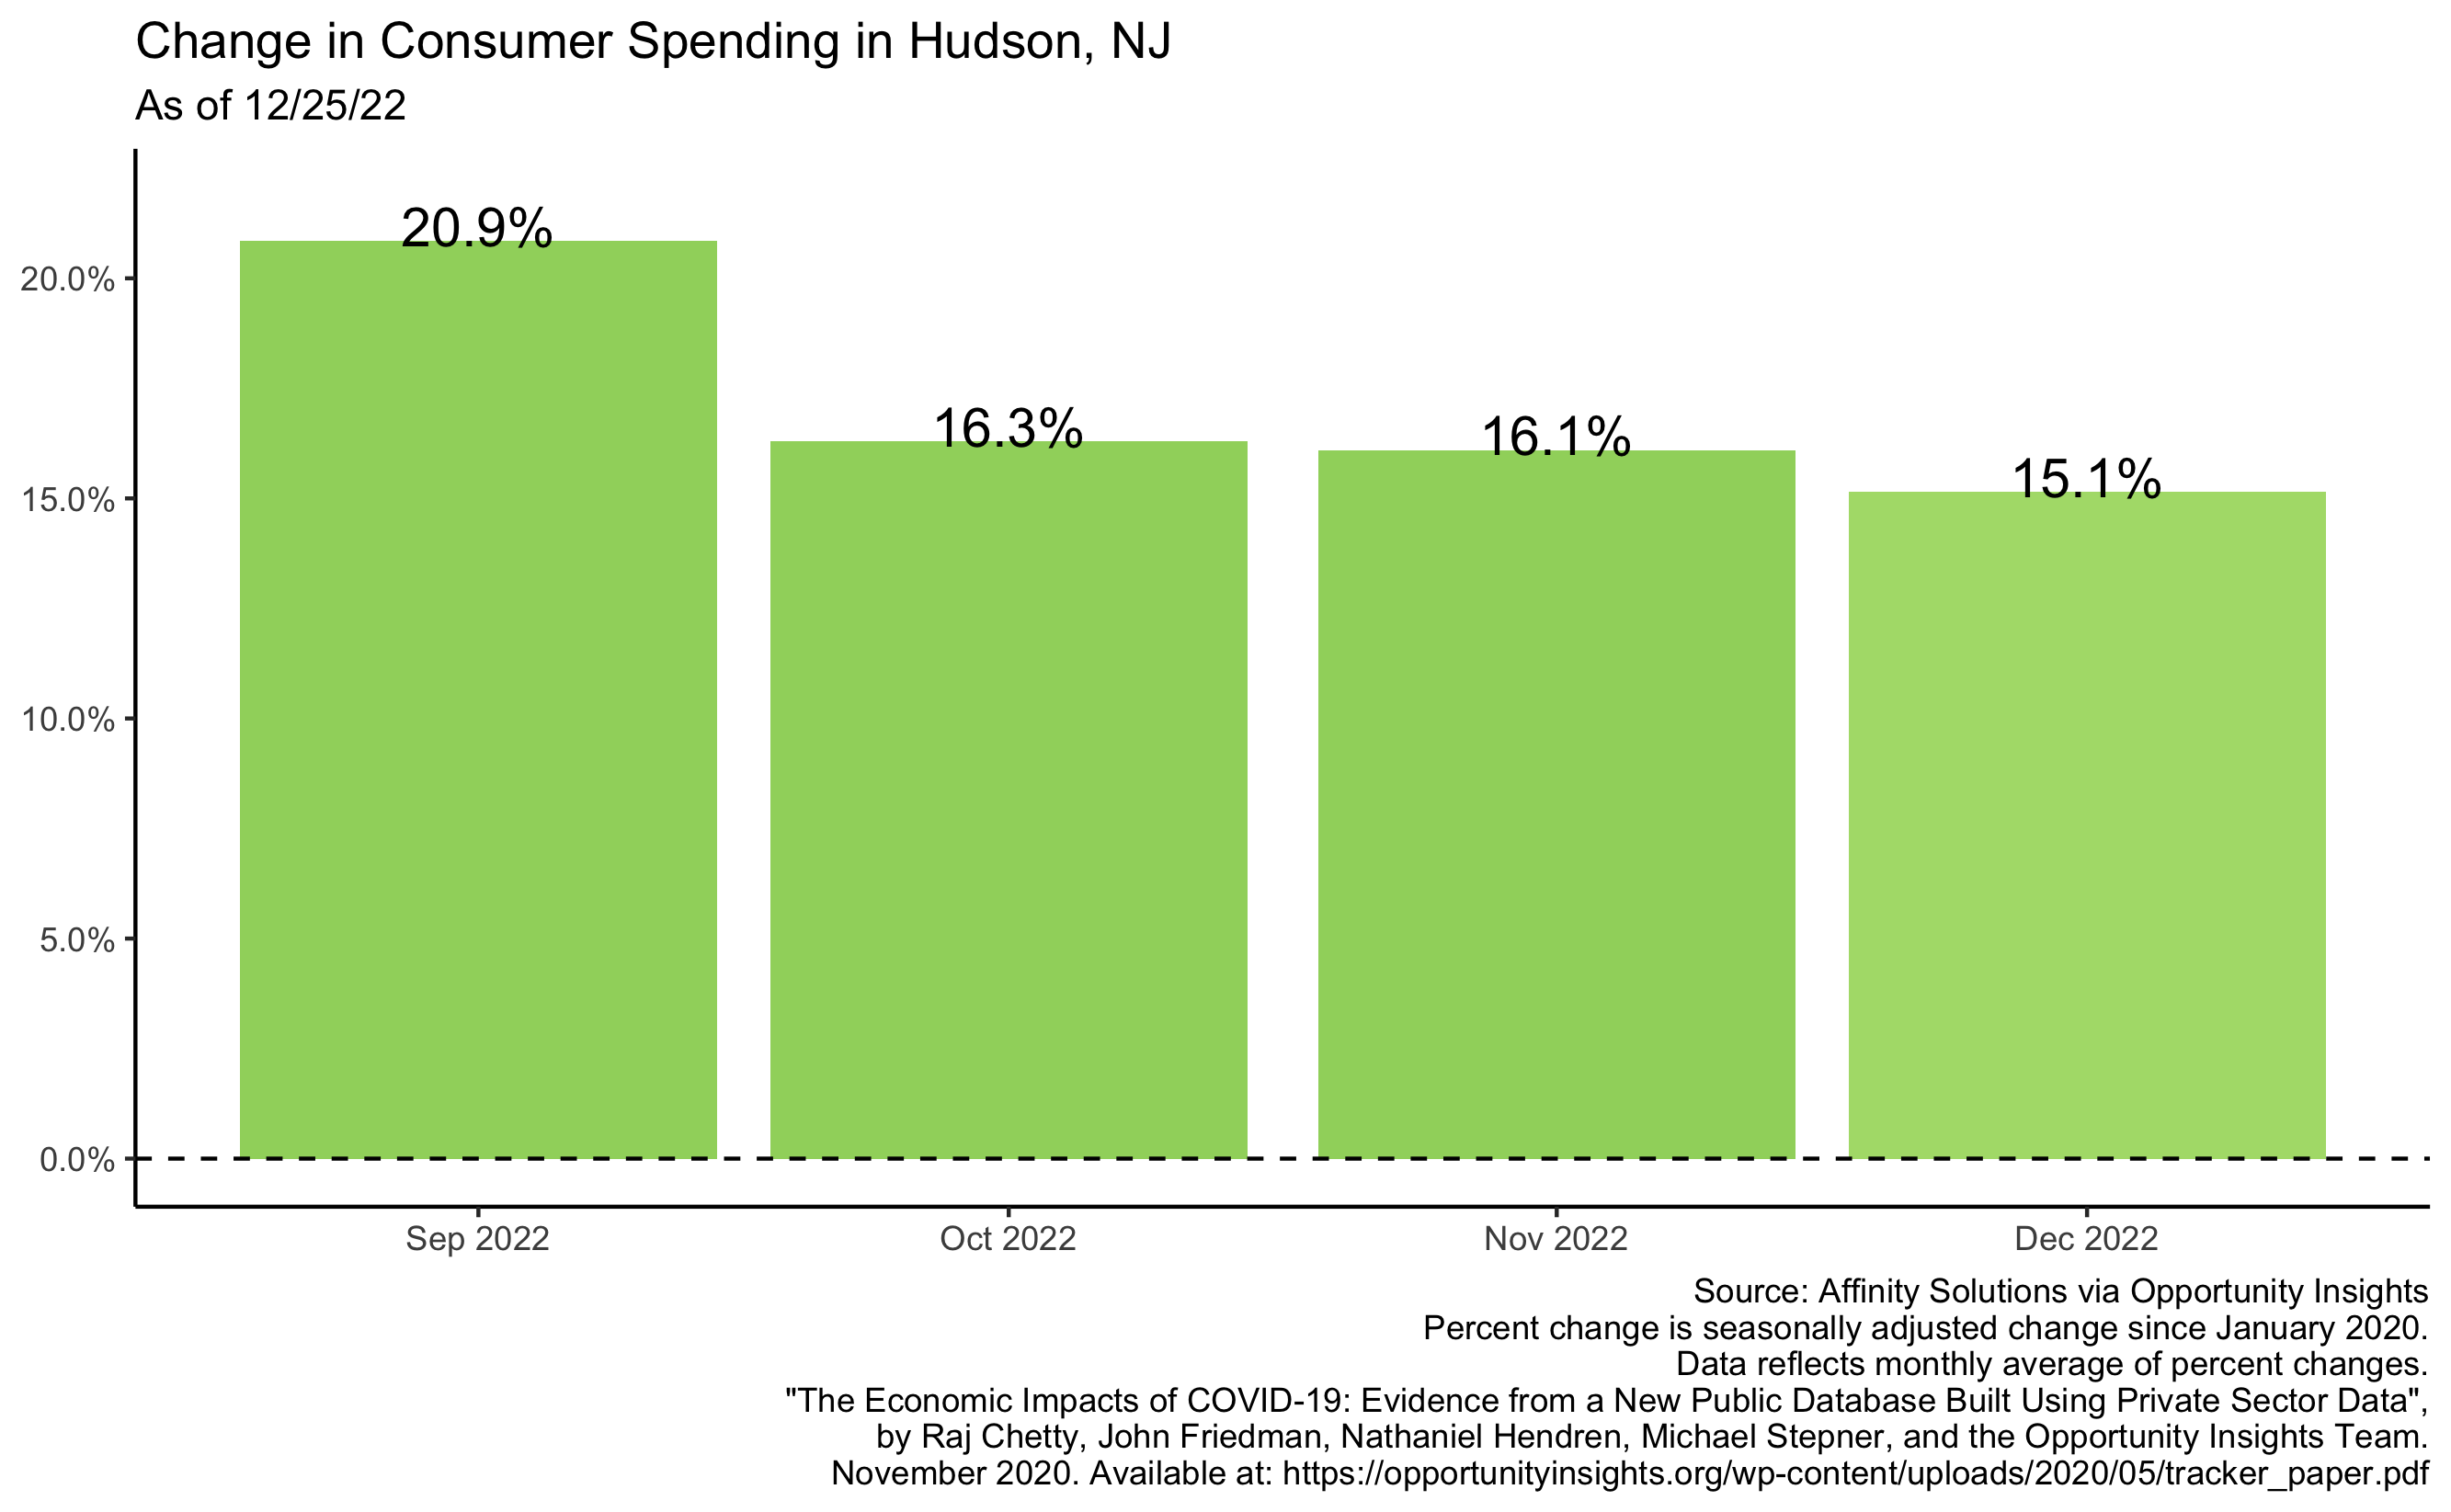 Change in Consumer Spending in Hudson, NJ
As of 12/25/22
20.9%
16.3%
16.1%
15.1%
20.0%
15.0%
10.0%
5.0%
0.0%
Sep 2022
Oct 2022
Nov 2022
Dec 2022
Source: Affinity Solutions via Opportunity Insights
Percent change is seasonally adjusted change since January 2020.
Data reflects monthly average of percent changes.
"The Economic Impacts of COVID-19: Evidence from a New Public Database Built Using Private Sector Data",
by Raj Chetty, John Friedman, Nathaniel Hendren, Michael Stepner, and the Opportunity Insights Team.
November 2020. Available at: https://opportunityinsights.org/wp-content/uploads/2020/05/tracker_paper.pdf